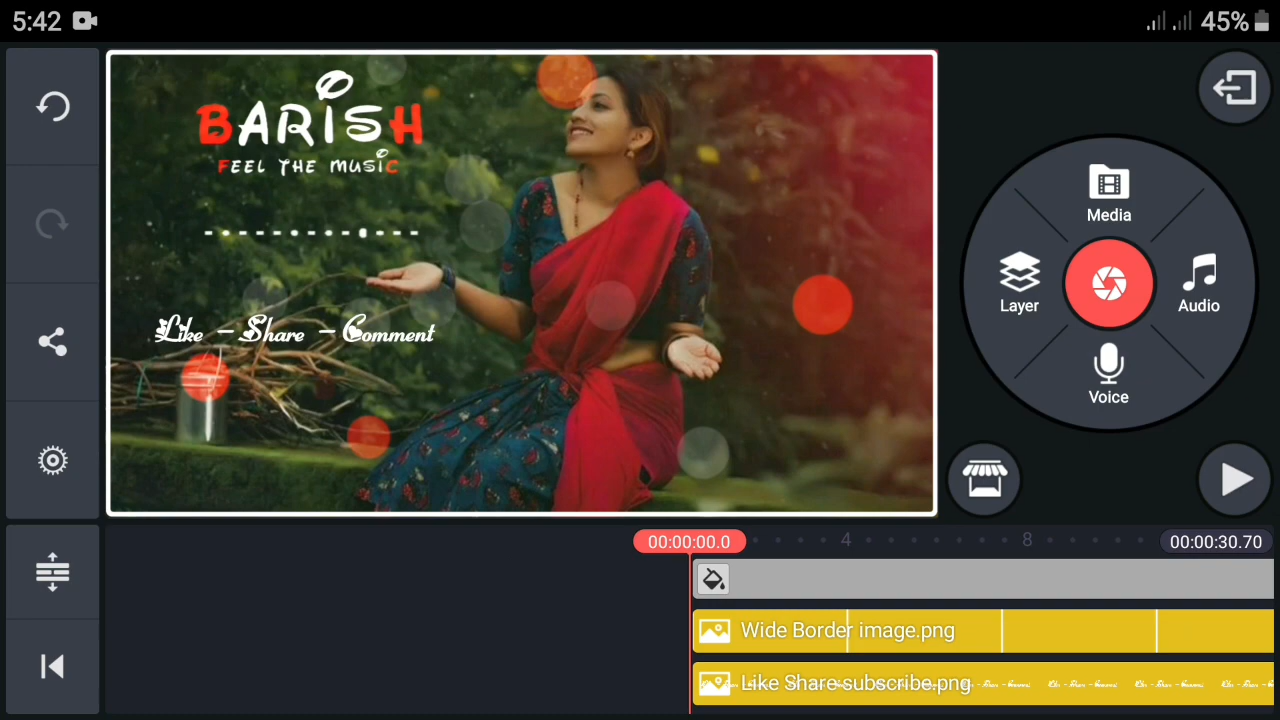 5:42
45%
BARISH
FEEL THE MUSIC
Like - Share - Comment
Media
Layer
Audio
Voice
00:00:00.0
4
8
00:00:30.70
Wide Border image.png
Like Share subscribe.png